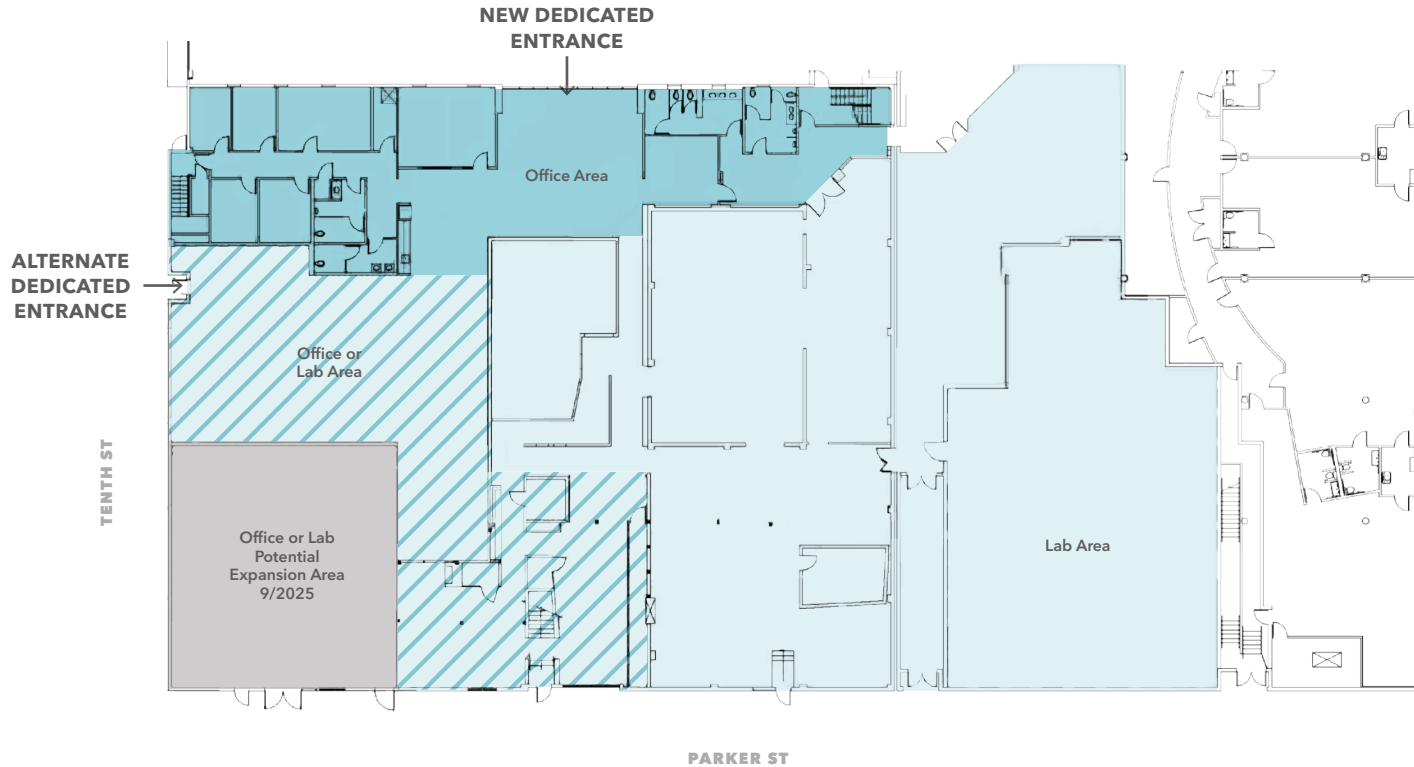 NEW DEDICATED
ENTRANCE
Office Area
ALTERNATE
DEDICATED
ENTRANCE
Office or
Lab Area
TENTH ST
Office or Lab
Potential
Expansion Area
9/2025
Lab Area
PARKER ST